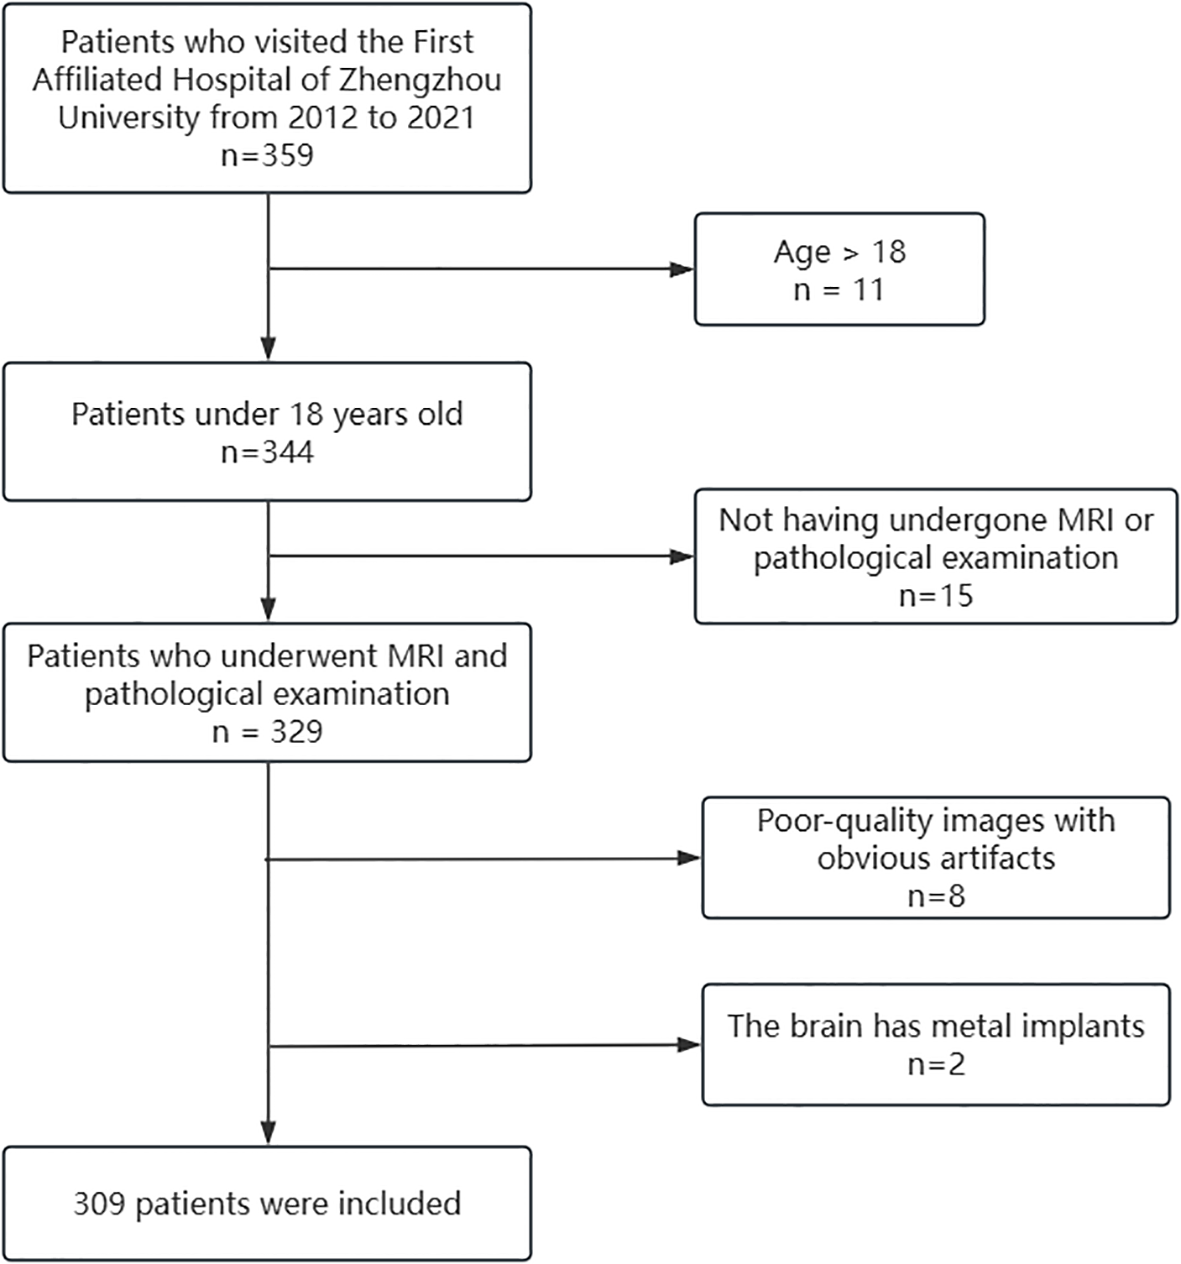 Patients who visited the First
Affiliated Hospital of Zhengzhou
University from 2012 to 2021
n=359
Age > 18
n = 11
Patients under 18 years old
n=344
Not having undergone MRI or
pathological examination
n=15
Patients who underwent MRI and
pathological examination
n = 329
Poor-quality images with
obvious artifacts
n=8
The brain has metal implants
n=2
309 patients were included